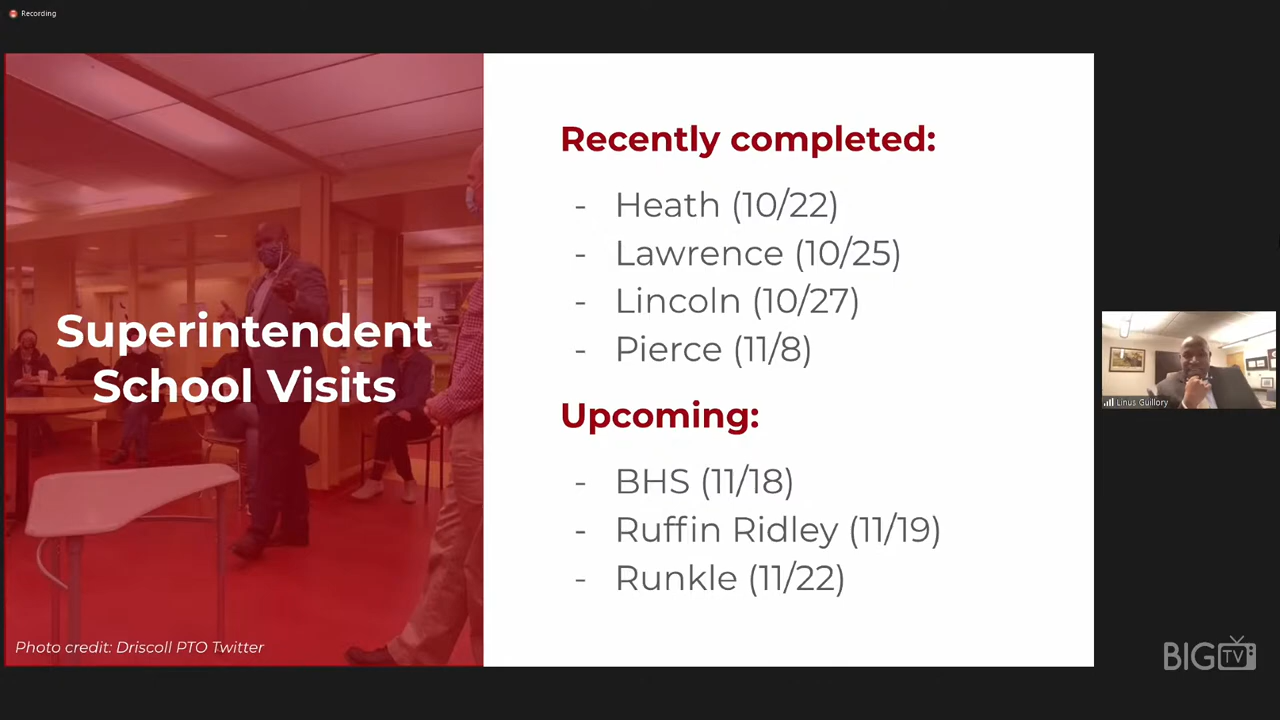 Recording
Superintendent
School Visits
Photo credit: Driscoll PTO Twitter
Recently completed:
- Heath (10/22)
- Lawrence (10/25)
- Lincoln (10/27)
- Pierce (11/8)
Upcoming:
- BHS (11/18)
- Ruffin Ridley (11/19)
- Runkle (11/22)
Linus Guillory
BIG TV